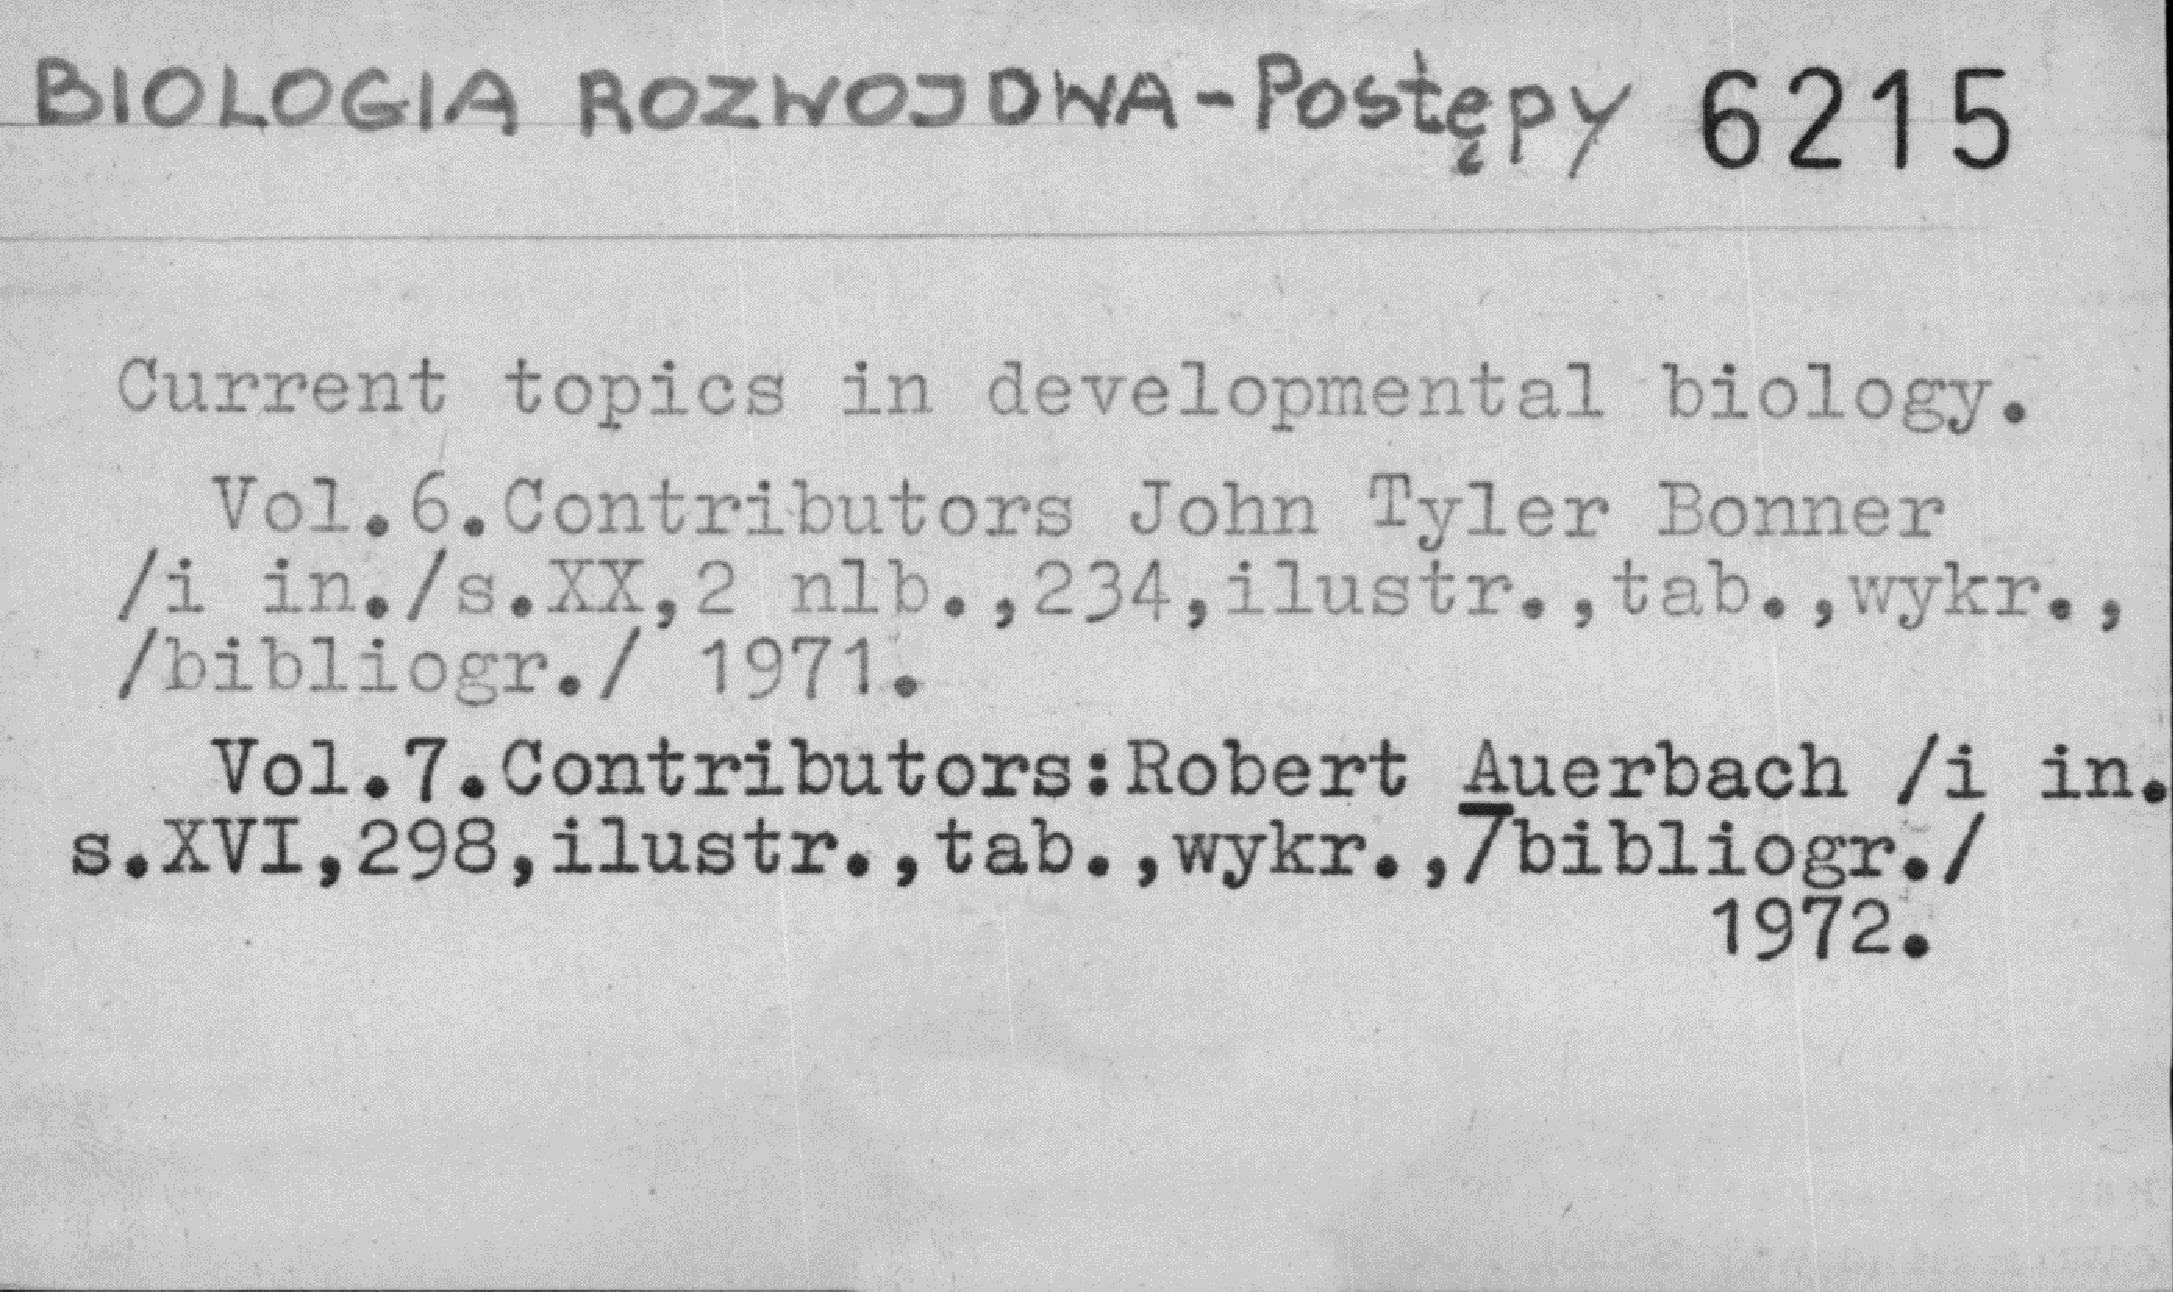 BIOLOGIA ROZWOJOWA-Postępy 6215
Current topics in developmental biology.
Vol.6.Contributors John Tyler Bonner
/i in./s.XX,2 nlb.,234,ilustr.,tab.,wykr.,
/bibliogr./ 1971.
Vol.7.Contributors:Robert Auerbach /i in.
s.XVI,298,ilustr.,tab.,wykr.,/bibliogr./
1972.